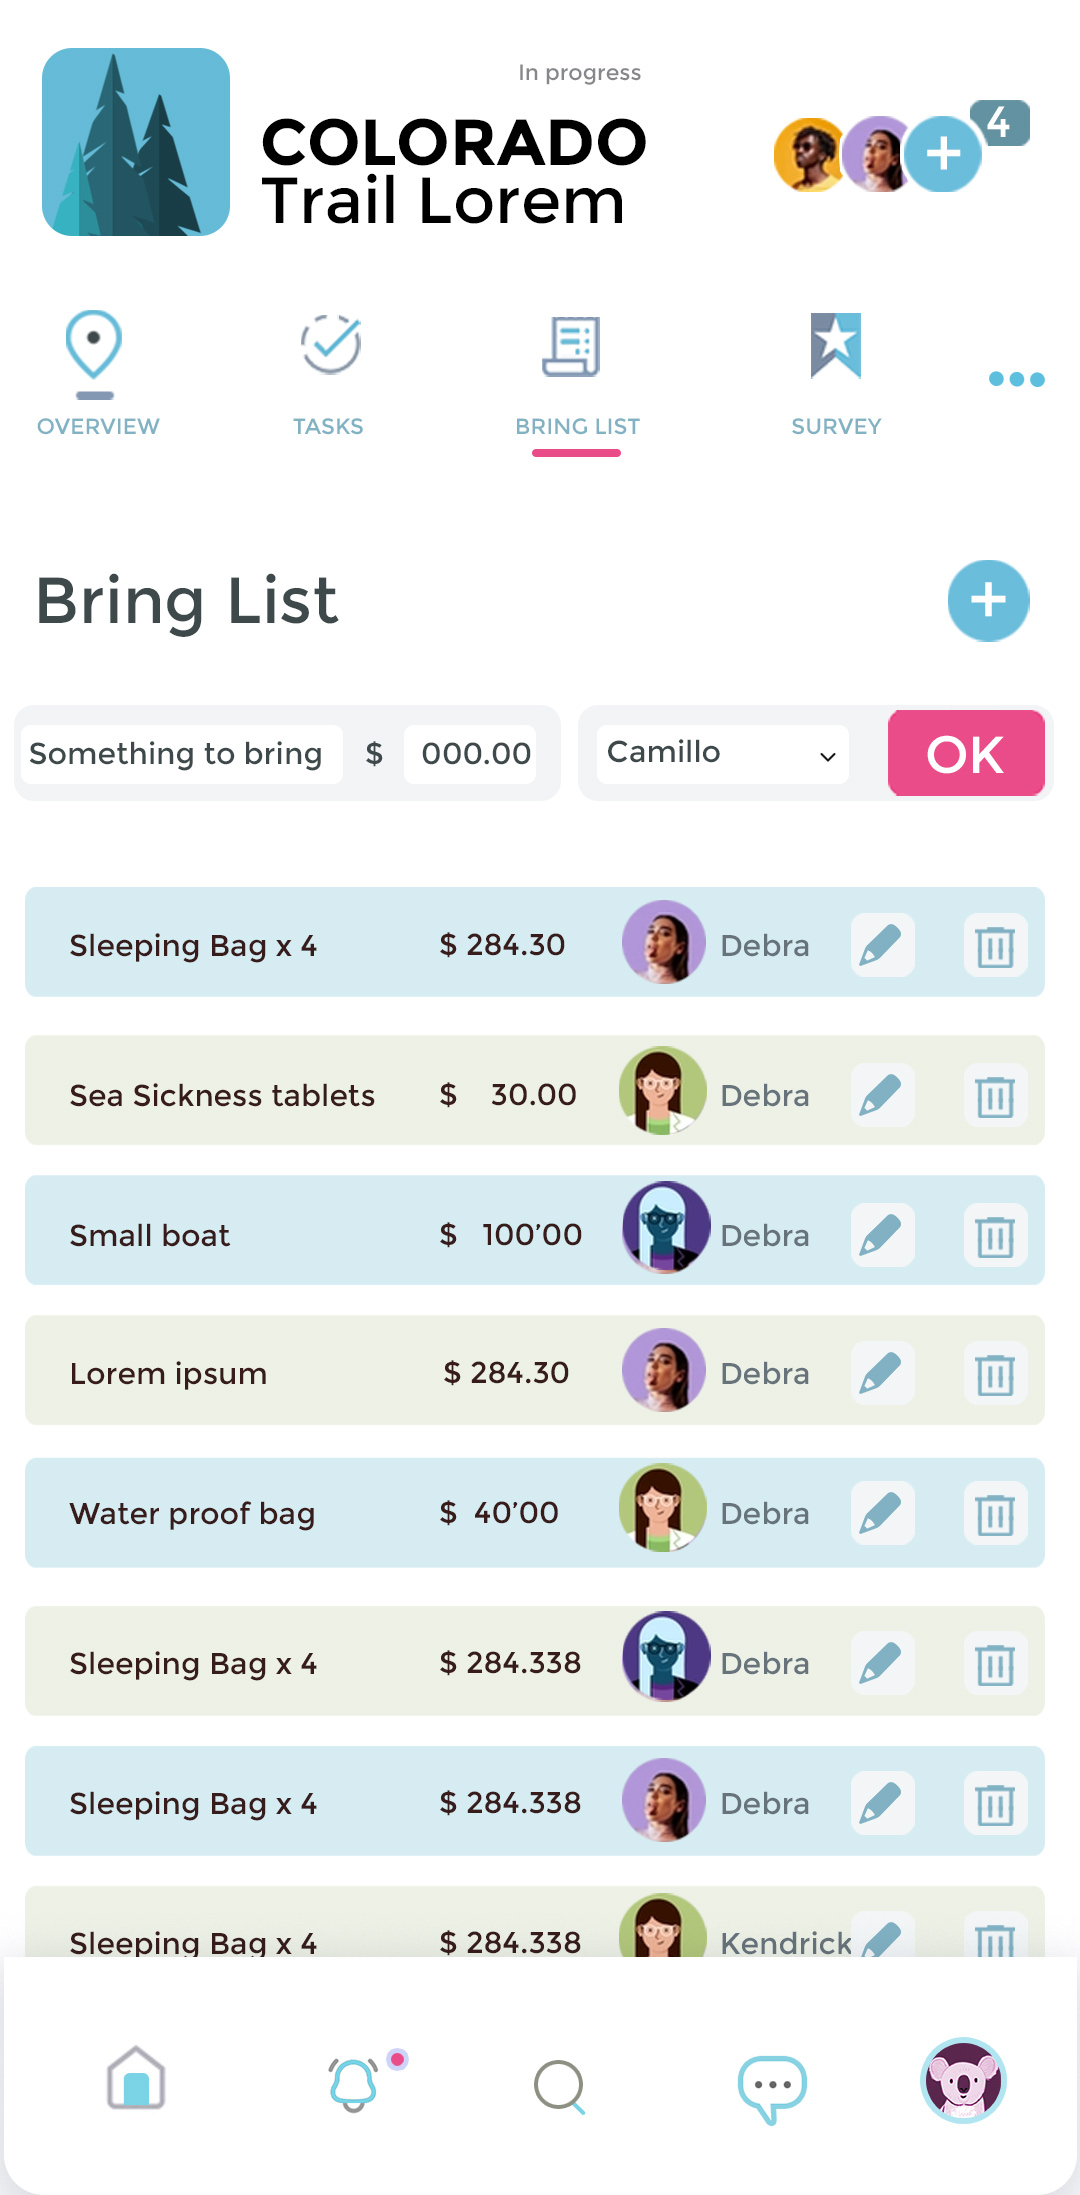 In progress
COLORADO
Trail Lorem
4
OVERVIEW
TASKS
BRING LIST
SURVEY
Bring List
Something to bring $ 000.00
Camillo
OK
Sleeping Bag x 4 $ 284.30 Debra
Sea Sickness tablets $ 30.00 Debra
Small boat $ 100’00 Debra
Lorem ipsum $ 284.30 Debra
Water proof bag $ 40’00 Debra
Sleeping Bag x 4 $ 284.338 Debra
Sleeping Bag x 4 $ 284.338 Debra
Sleeping Bag x 4 $ 284.338 Kendrick